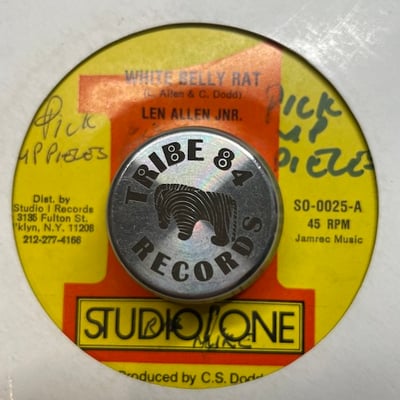 WHITE BELLY RAT
(L. Allen & C. Dodd)
LEN ALLEN JNR.
PICK
UP PIECES
PICK
UP
PIECES
TRIBE 84
RECORDS
Dist. by
Studio I Records
3135 Fulton St.
klyn, N.Y. 11208
212-277-4166
SO-0025-A
45 RPM
Jamrec Music
STUDIO ONE
Produced by C.S. Dodd